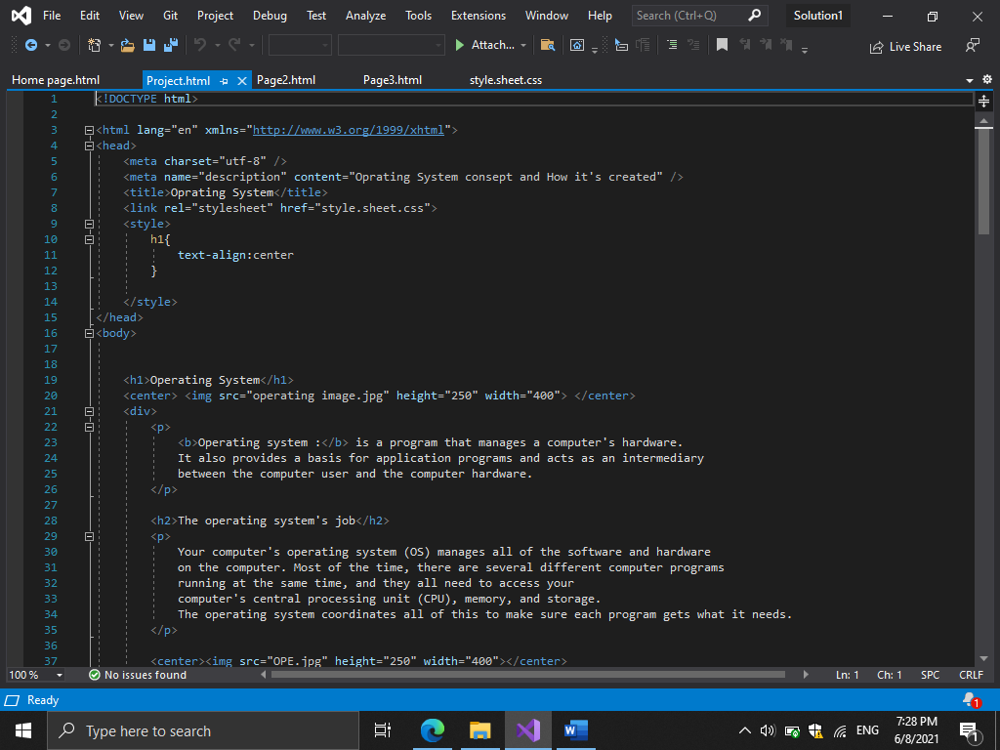 File Edit View Git Project Debug Test Analyze Tools Extensions Window Help Search (Ctrl+Q) Solution1
Attach... Live Share
Home page.html Project.html Page2.html Page3.html style.sheet.css
1 <!DOCTYPE html>
2
3 <html lang="en" xmlns="http://www.w3.org/1999/xhtml">
4 <head>
5 <meta charset="utf-8" />
6 <meta name="description" content="Oprating System consept and How it's created" />
7 <title>Oprating System</title>
8 <link rel="stylesheet" href="style.sheet.css">
9 <style>
10 h1{
11 text-align:center
12 }
13
14 </style>
15 </head>
16 <body>
17
18
19 <h1>Operating System</h1>
20 <center> <img src="operating image.jpg" height="250" width="400"> </center>
21 <div>
22 <p>
23 <b>Operating system :</b> is a program that manages a computer's hardware.
24 It also provides a basis for application programs and acts as an intermediary
25 between the computer user and the computer hardware.
26 </p>
27
28 <h2>The operating system's job</h2>
29 <p>
30 Your computer's operating system (OS) manages all of the software and hardware
31 on the computer. Most of the time, there are several different computer programs
32 running at the same time, and they all need to access your
33 computer's central processing unit (CPU), memory, and storage.
34 The operating system coordinates all of this to make sure each program gets what it needs.
35 </p>
36
37 <center><img src="OPE.jpg" height="250" width="400"></center>
100 % No issues found Ln: 1 Ch: 1 SPC CRLF
Ready 1
Type here to search W ENG 7:28 PM
6/8/2021 1